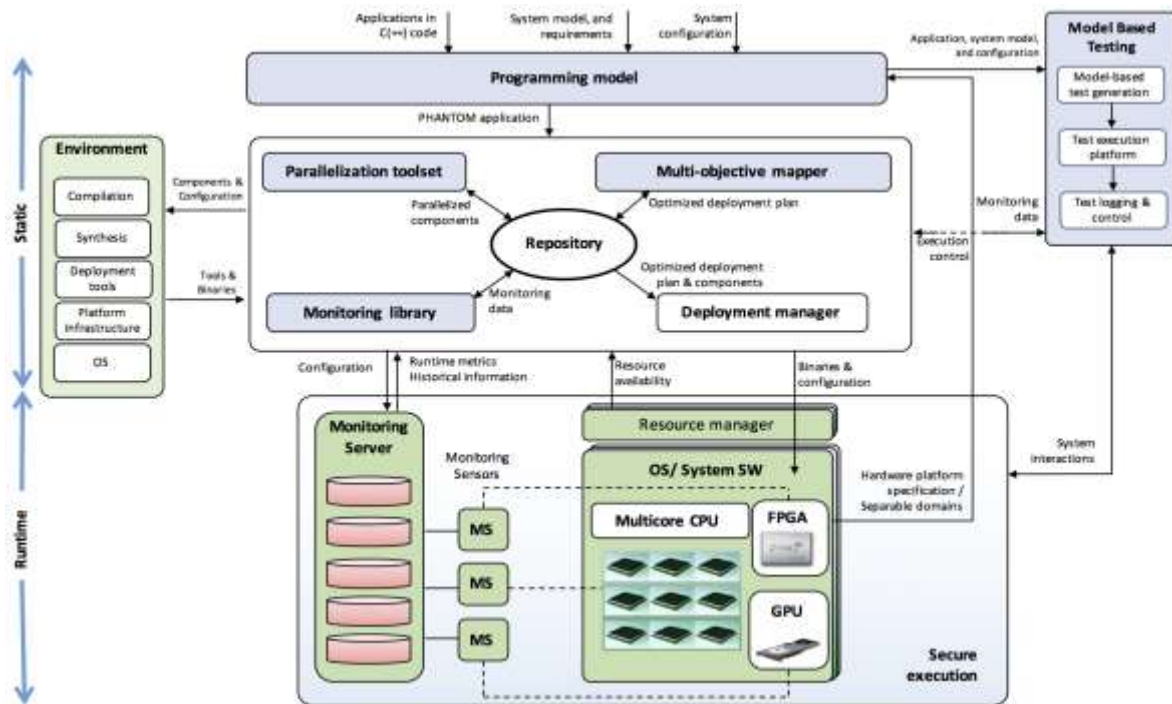 Applications in
C(++) code
System model, and
requirements
System
configuration
Programming model
Application, system model,
and configuration
Model Based
Testing
Model-based
test generation
Test execution
platform
Test logging &
control
PHANTOM application
Static
Environment
Compilation
Synthesis
Deployment
tools
Platform
Infrastructure
OS
Components &
Configuration
Tools &
Binaries
Parallelization toolset
Multi-objective mapper
Parallelized
components
Optimized deployment plan
Repository
Monitoring
data
Optimized deployment
plan & components
Monitoring library
Deployment manager
Monitoring
data
Execution
control
Configuration
Runtime metrics
Historical information
Resource
availability
Binaries &
configuration
Runtime
Monitoring
Server
Monitoring
Sensors
MS
MS
MS
Resource manager
OS/ System SW
Multicore CPU
FPGA
GPU
Hardware platform
specification /
Separable domains
System
interactions
Secure
execution